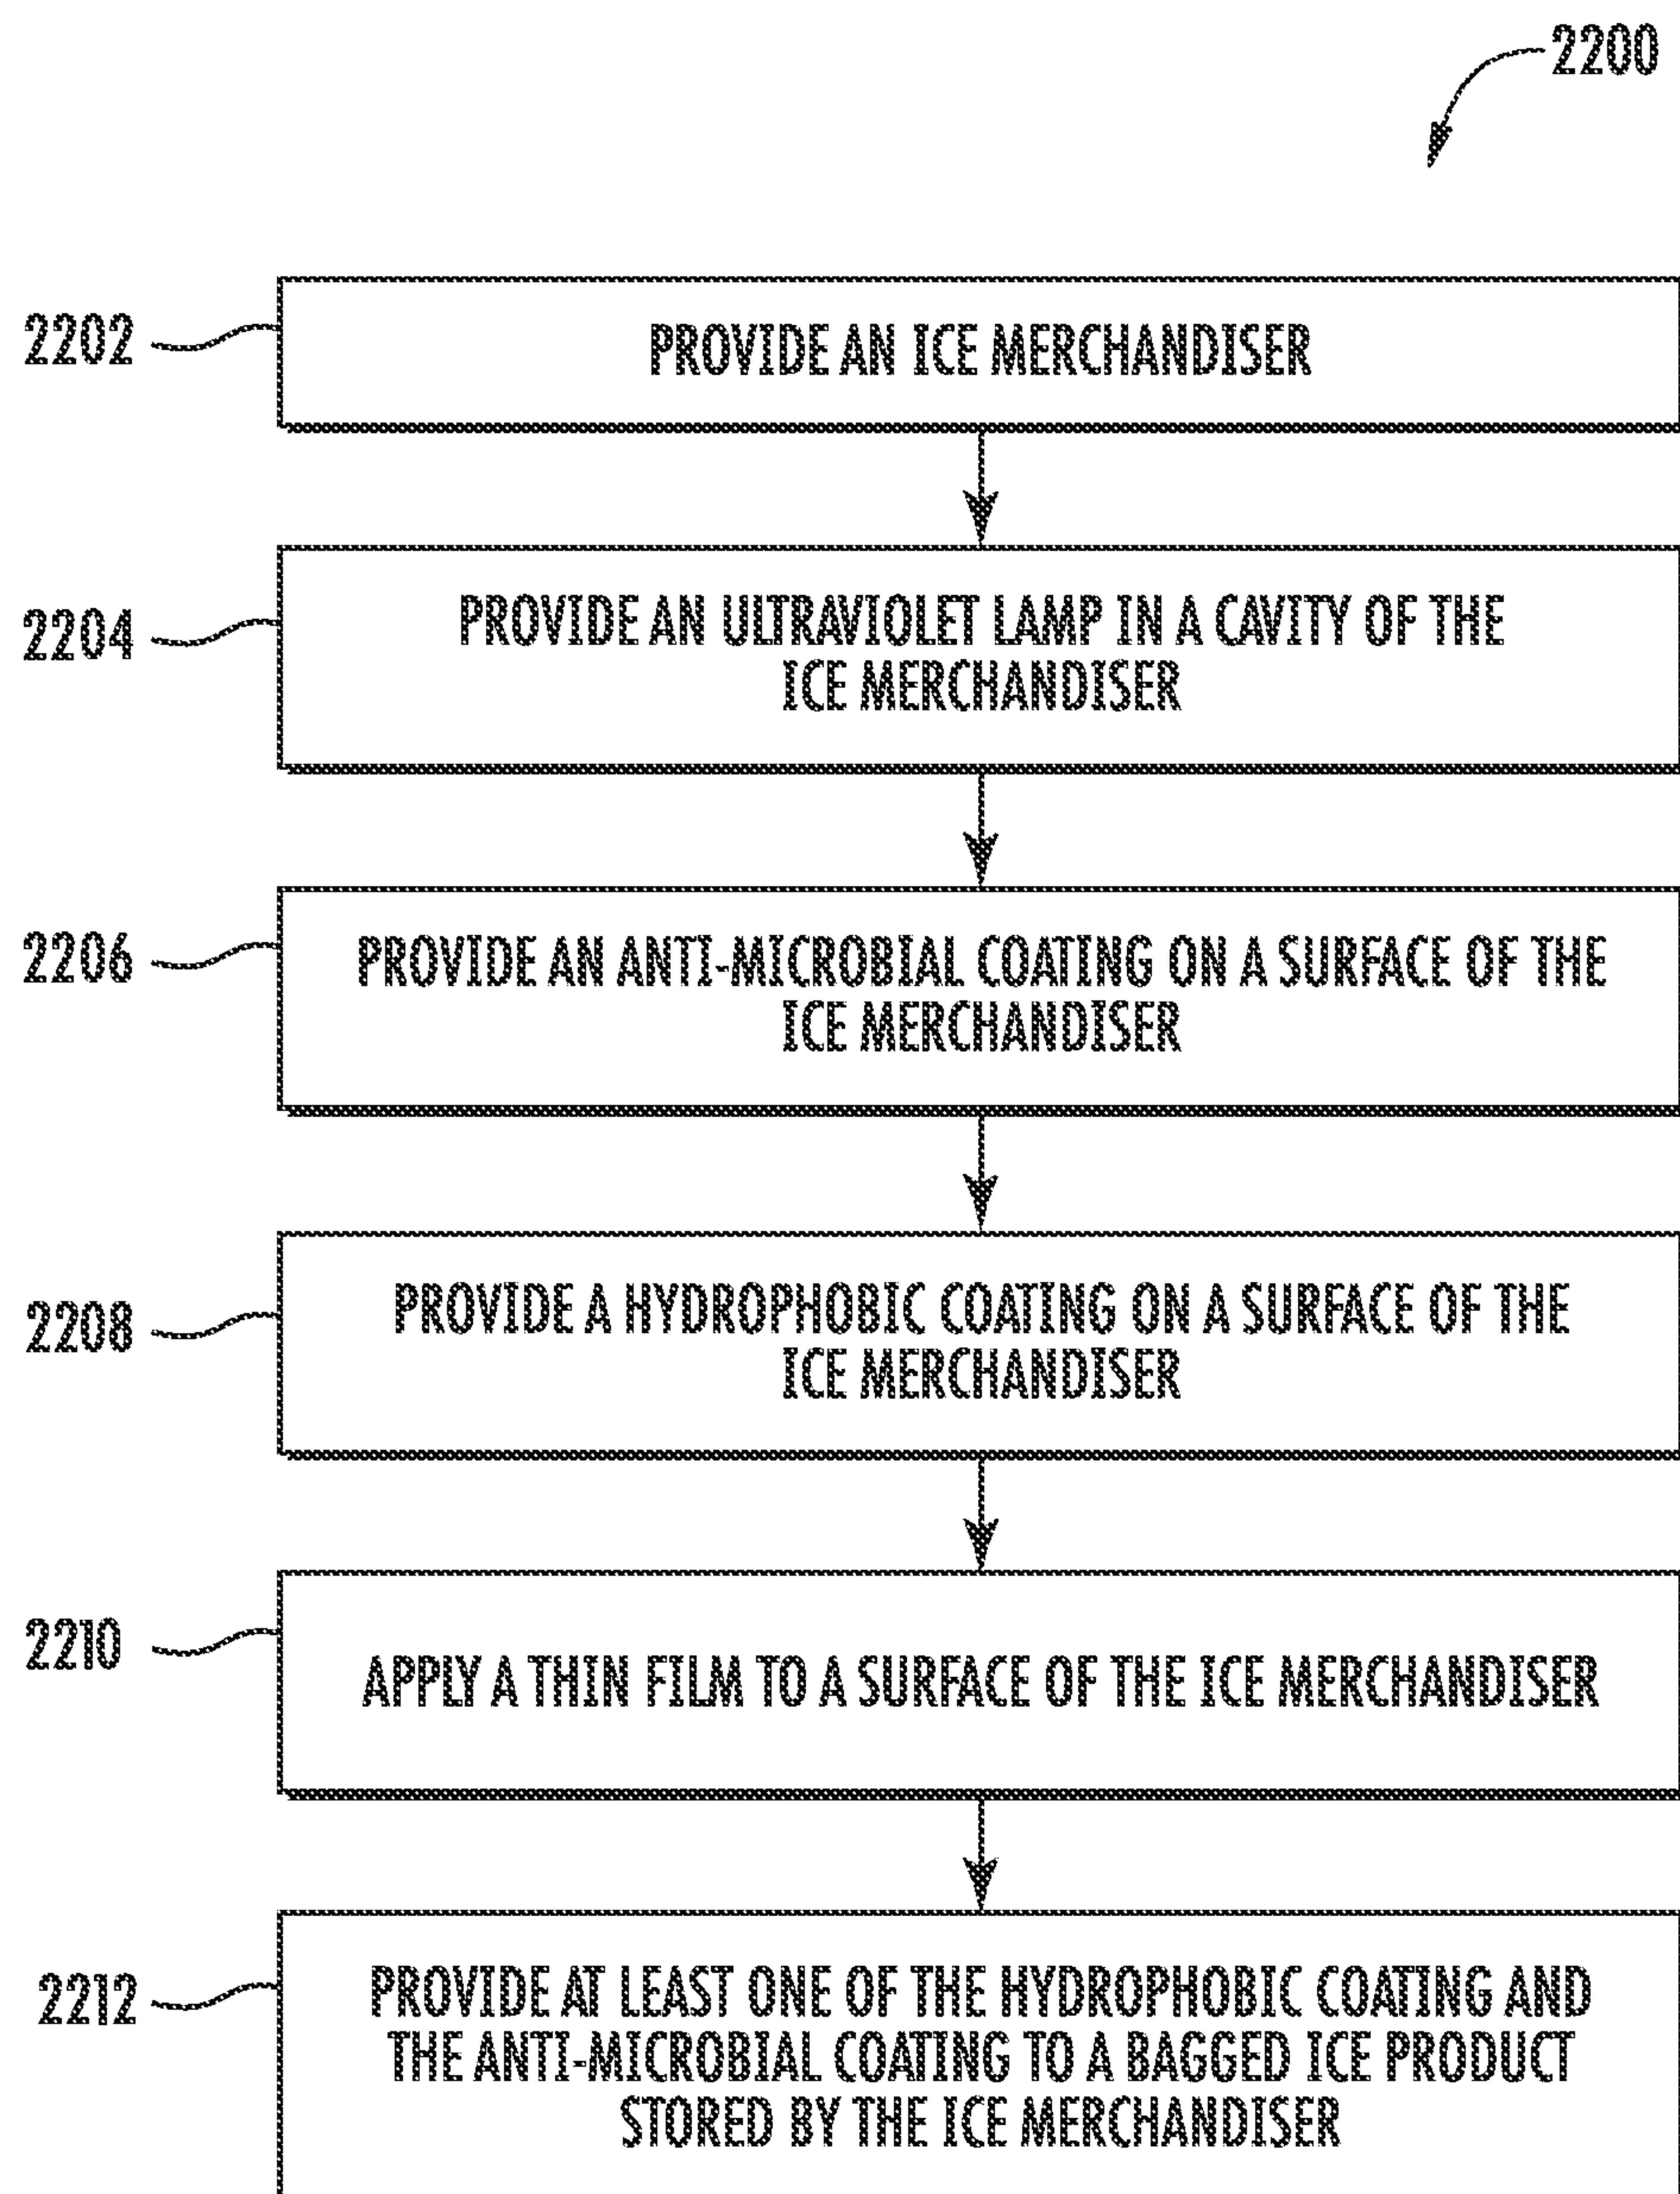 2200
2202
PROVIDE AN ICE MERCHANDISER
2204
PROVIDE AN ULTRAVIOLET LAMP IN A CAVITY OF THE
ICE MERCHANDISER
2206
PROVIDE AN ANTI-MICROBIAL COATING ON A SURFACE OF THE
ICE MERCHANDISER
2208
PROVIDE A HYDROPHOBIC COATING ON A SURFACE OF THE
ICE MERCHANDISER
2210
APPLY A THIN FILM TO A SURFACE OF THE ICE MERCHANDISER
2212
PROVIDE AT LEAST ONE OF THE HYDROPHOBIC COATING AND
THE ANTI-MICROBIAL COATING TO A BAGGED ICE PRODUCT
STORED BY THE ICE MERCHANDISER